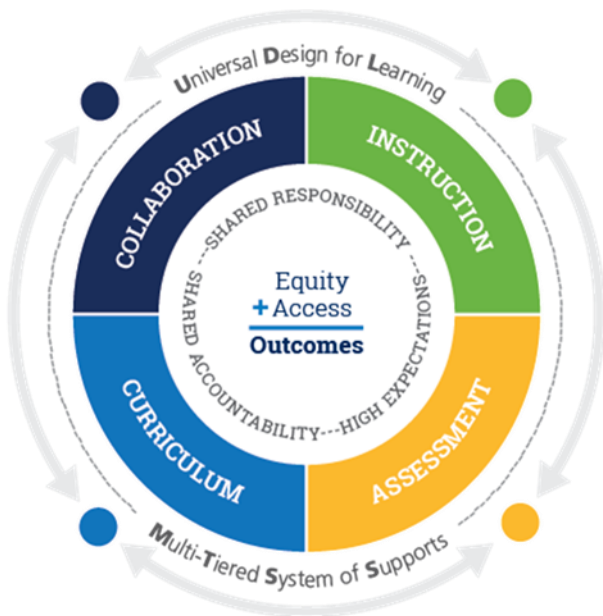 Universal Design for Learning
COLLABORATION
INSTRUCTION
---SHARED RESPONSIBILITY---
Equity
+Access
Outcomes
SHARED ACCOUNTABILITY---HIGH EXPECTATIONS
CURRICULUM
ASSESSMENT
Multi-Tiered System of Supports